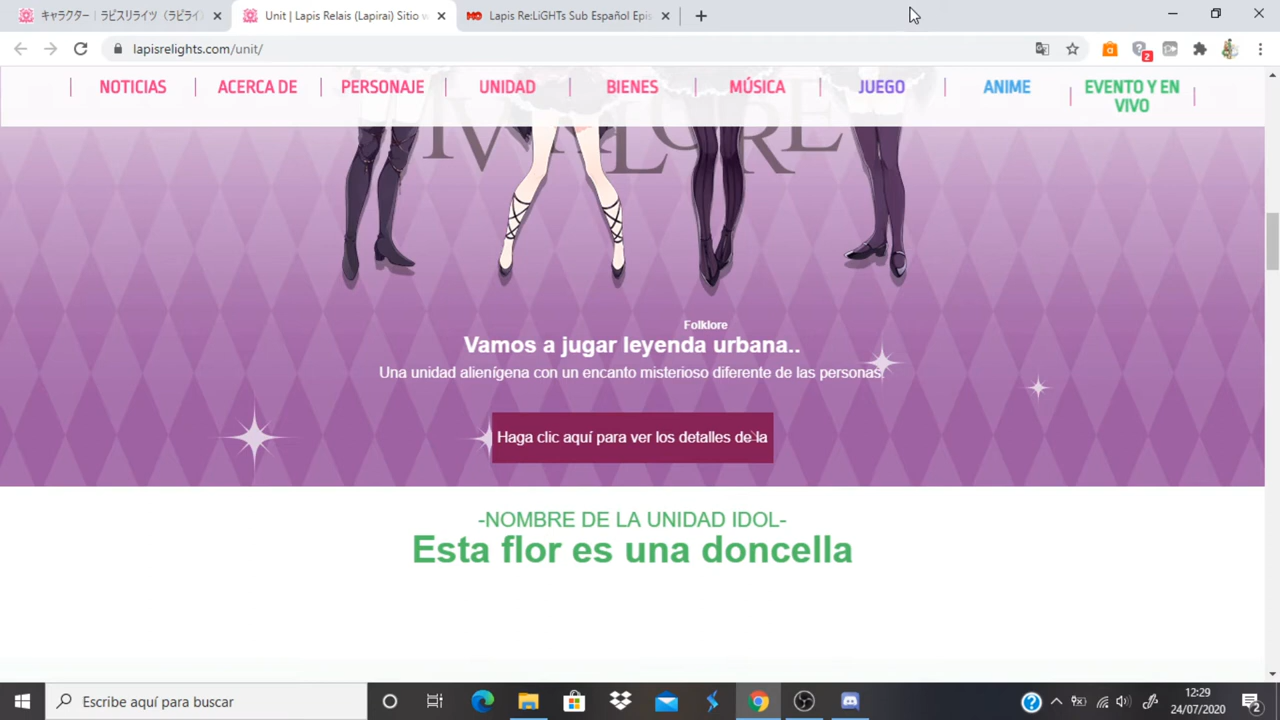 キャラクター | ラピスリライツ（ラピライ
Unit | Lapis Relais (Lapirai) Sitio w
Lapis Re:LiGHTs Sub Español Epis
lapisrelights.com/unit/
2
NOTICIAS
ACERCA DE
PERSONAJE
UNIDAD
BIENES
MÚSICA
JUEGO
ANIME
EVENTO Y EN
VIVO
IV KLORE
Folklore
Vamos a jugar leyenda urbana..
Una unidad alienígena con un encanto misterioso diferente de las personas.
Haga clic aquí para ver los detalles de la
-NOMBRE DE LA UNIDAD IDOL-
Esta flor es una doncella
Escribe aquí para buscar
12:29
24/07/2020
2